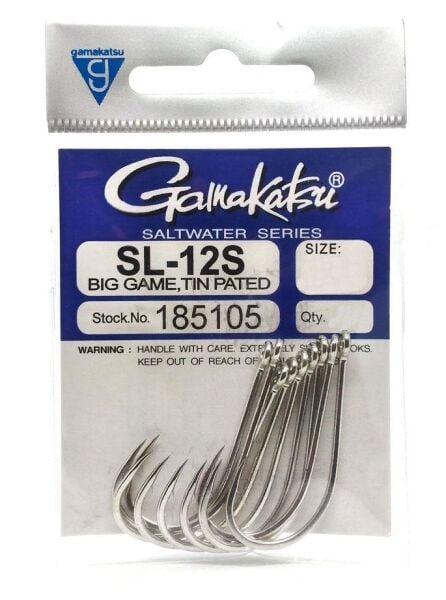 gamakatsu
Gamakatsu®
SALTWATER SERIES
SL-12S
BIG GAME,TIN PATED
SIZE:
Stock.No. 185105
Qty.
WARNING : HANDLE WITH CARE. EXTREMELY OOKS.
KEEP OUT OF REACH OF